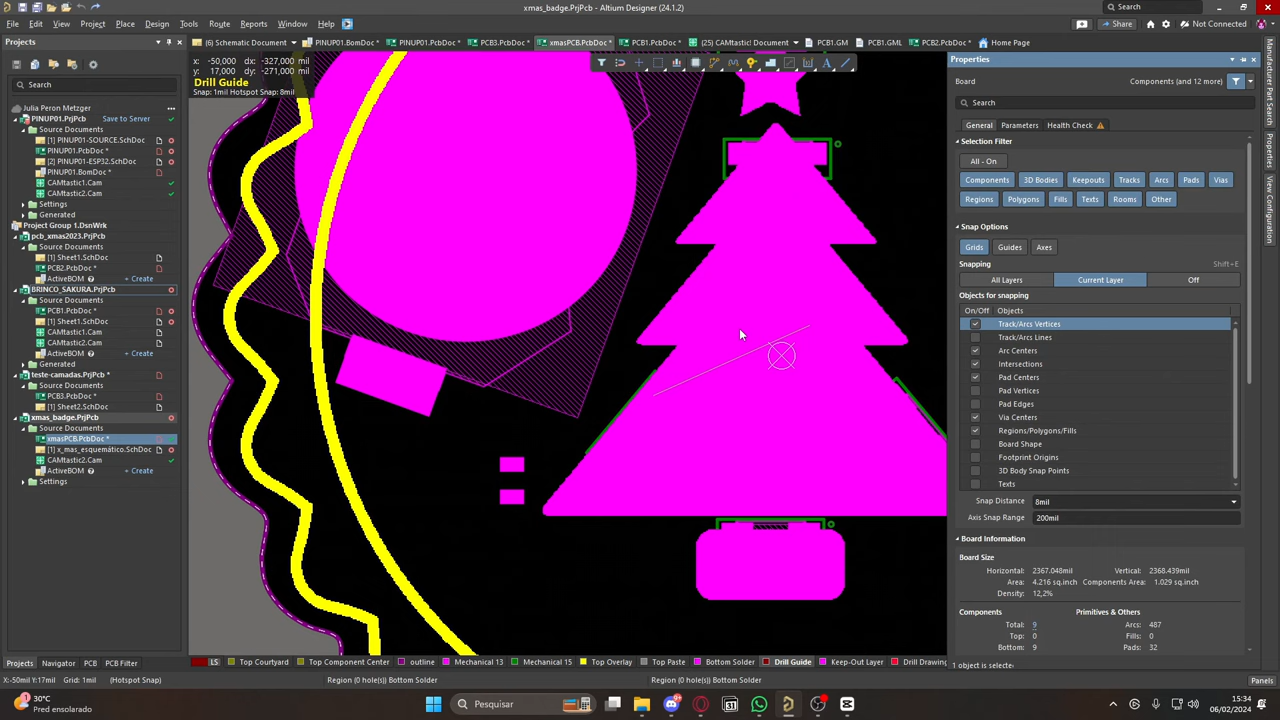 xmas_badge.PrjPcb - Altium Designer (24.1.2)
Search
File Edit View Project Place Design Tools Route Reports Window Help
Share
Not Connected
Projects
(6) Schematic Document
PINUP01.BomDoc *
PINUP01.PcbDoc *
PCB3.PcbDoc *
xmasPCB.PcbDoc *
PCB1.PcbDoc *
(25) CAMtastic! Document
PCB1.GM
PCB1.GML
PCB2.PcbDoc *
Home Page
x: -50,000 dx: -327,000 mil
y: 17,000 dy: -271,000 mil
Drill Guide
Snap: 1mil Hotspot Snap: 8mil
Search
Julia Peron Metzger
PINUP01.PrjPcb Save to Server
Source Documents
[1] PINUP01-SOURCE.SchDoc
PINUP01.PcbDoc *
[2] PINUP01-ESP32.SchDoc
PINUP01.BomDoc *
CAMtastic1.Cam
CAMtastic2.Cam
Settings
Generated
Project Group 1.DsnWrk
pcb_xmas2023.PrjPcb
Source Documents
[1] Sheet1.SchDoc
PCB2.PcbDoc *
ActiveBOM + Create
BRINCO_SAKURA.PrjPcb
Source Documents
PCB1.PcbDoc *
[1] Sheet1.SchDoc
CAMtastic1.Cam
CAMtastic2.Cam
Generated
teste-camadas.PrjPcb *
Source Documents
PCB3.PcbDoc *
[1] Sheet2.SchDoc
xmas_badge.PrjPcb
Source Documents
xmasPCB.PcbDoc *
[1] x_mas_esquemático.SchDoc
CAMtastic2.Cam
ActiveBOM + Create
Settings
Properties
Board Components (and 12 more)
Search
General Parameters Health Check
Selection Filter
All - On
Components 3D Bodies Keepouts Tracks Arcs Pads Vias
Regions Polygons Fills Texts Rooms Other
Snap Options
Grids Guides Axes
Snapping Shift+E
All Layers Current Layer Off
Objects for snapping
On/Off Objects
Track/Arcs Vertices
Track/Arcs Lines
Arc Centers
Intersections
Pad Centers
Pad Vertices
Pad Edges
Via Centers
Regions/Polygons/Fills
Board Shape
Footprint Origins
3D Body Snap Points
Texts
Snap Distance 8mil
Axis Snap Range 200mil
Board Information
Board Size
Horizontal: 2367.048mil Vertical: 2368.439mil
Area: 4.216 sq.inch Components Area: 1.029 sq.inch
Density: 12,2%
Components Primitives & Others
Total: 9 Arcs: 487
Top: 0 Fills: 0
Bottom: 9 Pads: 32
1 object is selecte
Manufacturer Part Search
Properties
View Configuration
Projects Navigator PCB PCB Filter
LS Top Courtyard Top Component Center outline Mechanical 13 Mechanical 15 Top Overlay Top Paste Bottom Solder Drill Guide Keep-Out Layer Drill Drawing
X:-50mil Y:17mil Grid: 1mil (Hotspot Snap) Region (0 hole(s)) Bottom Solder Region (0 hole(s)) Bottom Solder Panels
30°C
Pred ensolarado
Pesquisar
15:34
06/02/2024